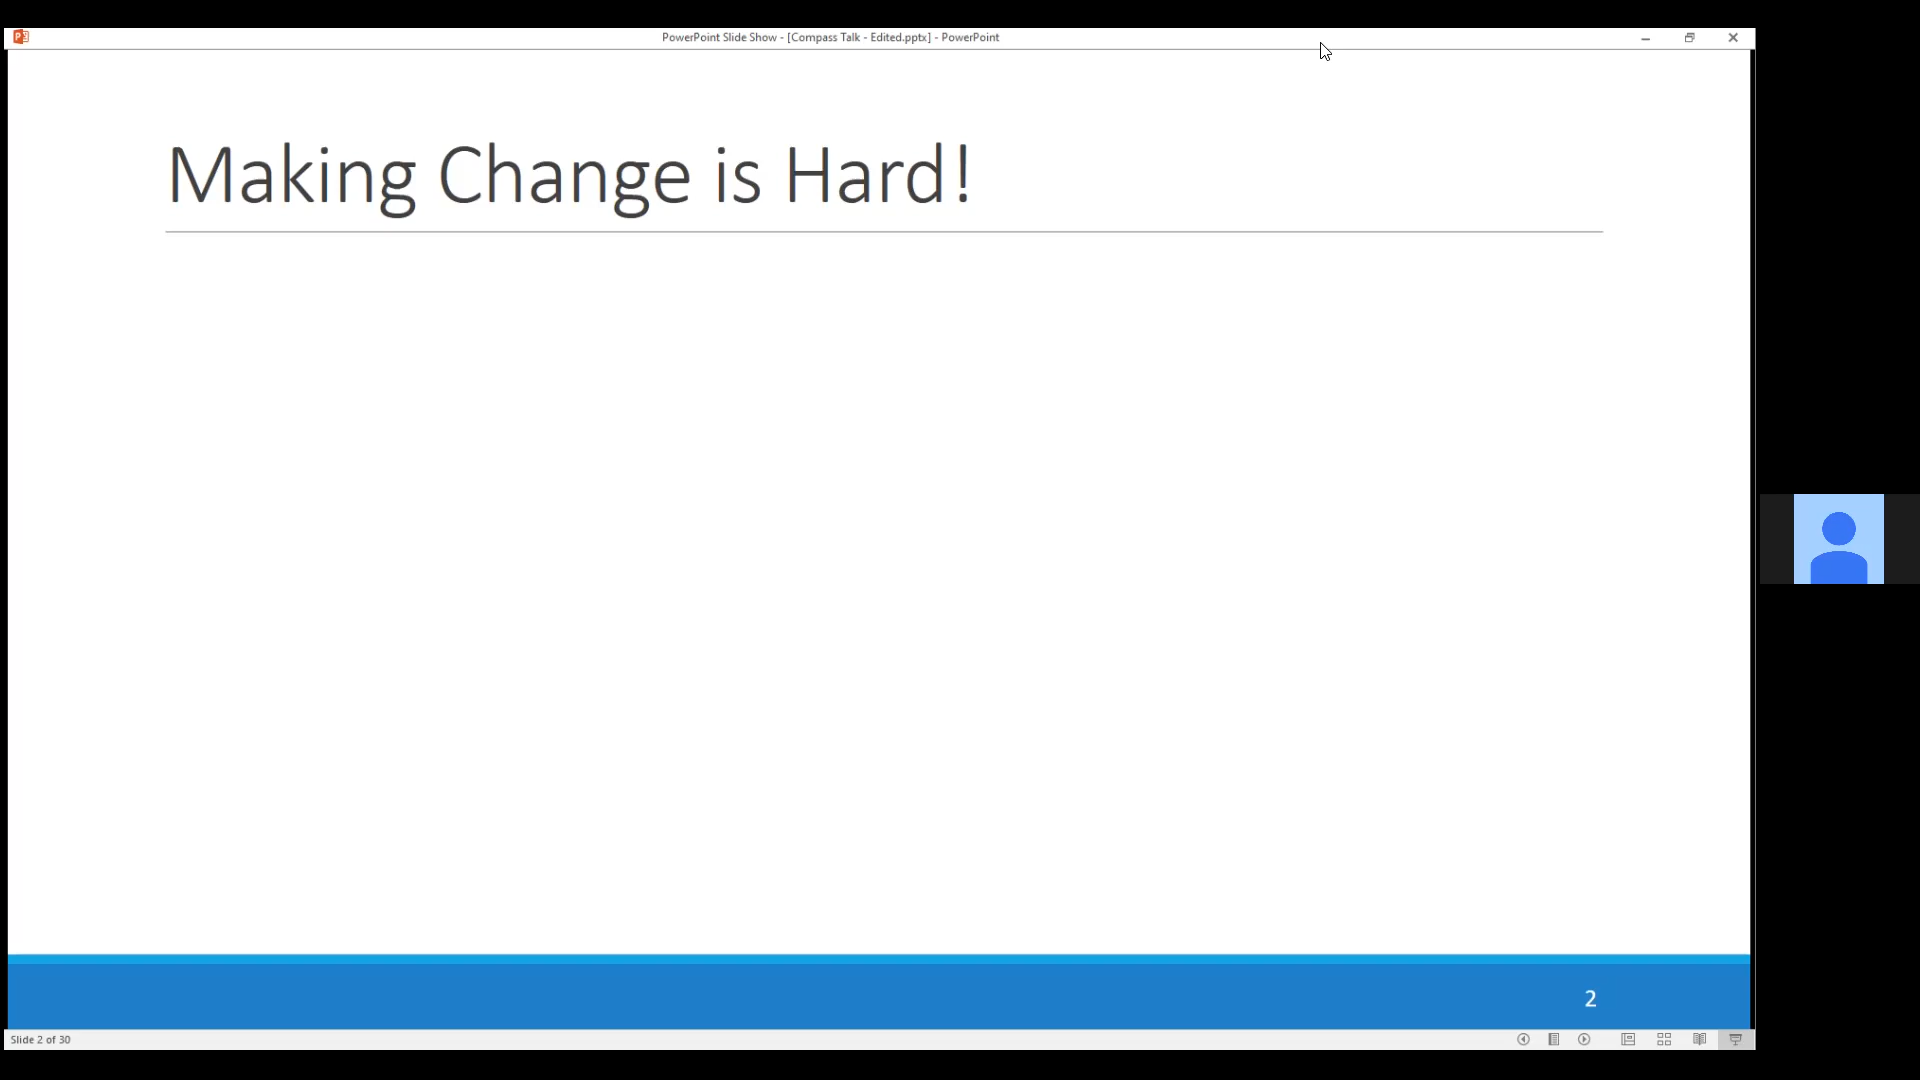 PowerPoint Slide Show - [Compass Talk - Edited.pptx] - PowerPoint
Making Change is Hard!
2
Slide 2 of 30